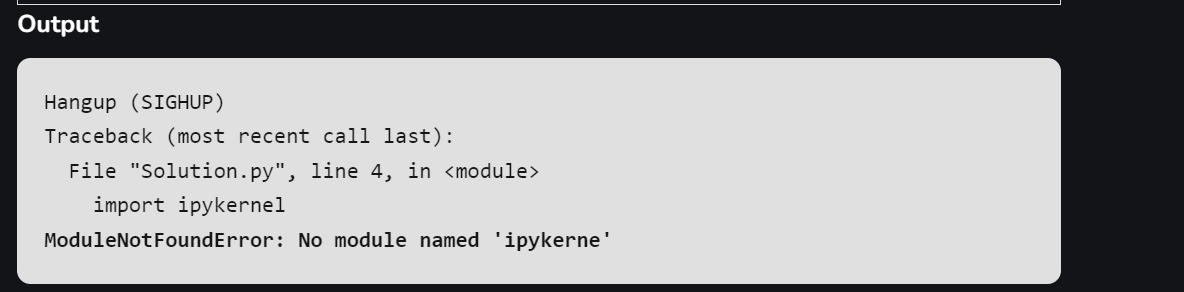 Output
Hangup (SIGHUP)
Traceback (most recent call last):
File "Solution.py", line 4, in <module>
import ipykernel
ModuleNotFoundError: No module named 'ipykerne'